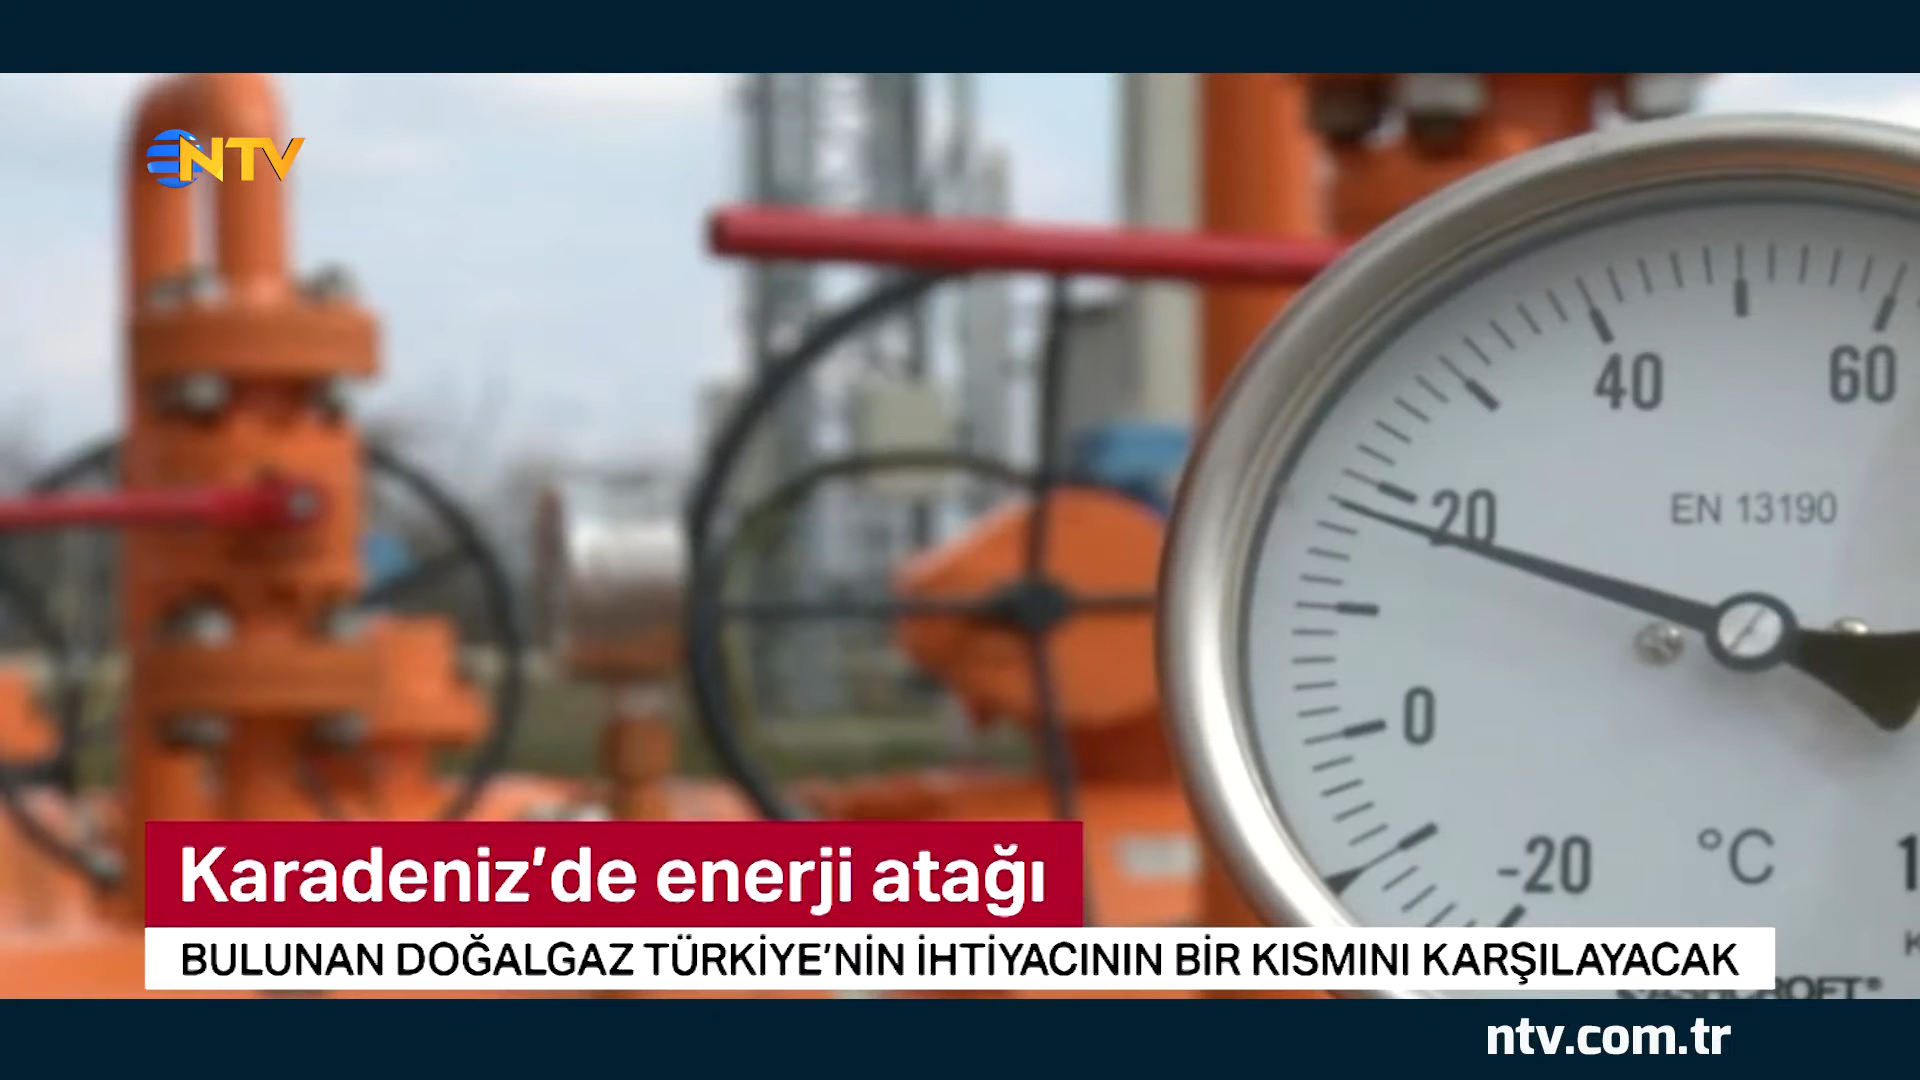 NTV
40
60
20
EN 13190
0
-20
°C
Karadeniz’de enerji atağı
BULUNAN DOĞALGAZ TÜRKİYE’NİN İHTİYACININ BİR KISMINI KARŞILAYACAK
ASHCROFT®
ntv.com.tr